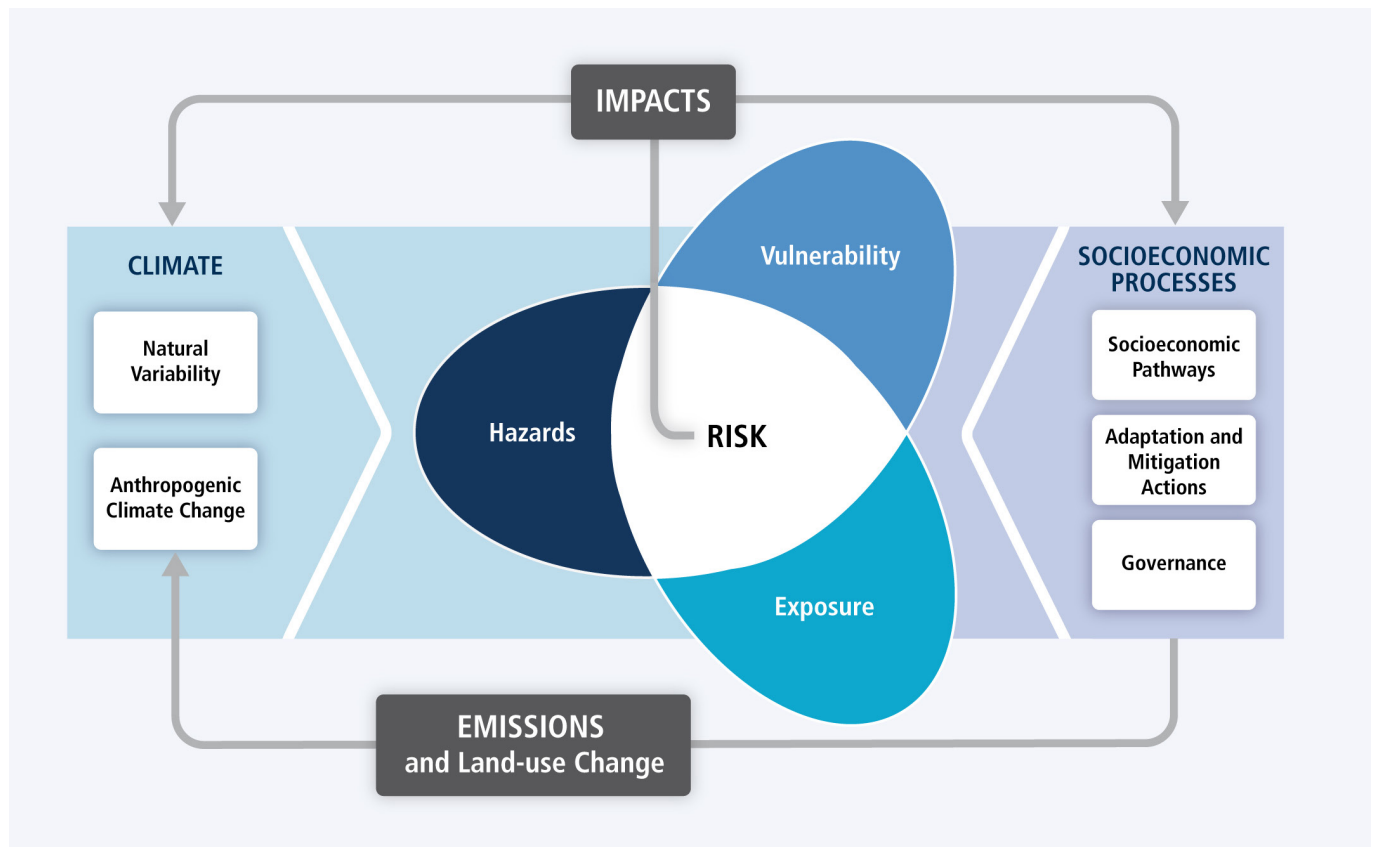 IMPACTS
CLIMATE
Natural
Variability
Anthropogenic
Climate Change
Vulnerability
Hazards
RISK
Exposure
SOCIOECONOMIC
PROCESSES
Socioeconomic
Pathways
Adaptation and
Mitigation
Actions
Governance
EMISSIONS
and Land-use Change